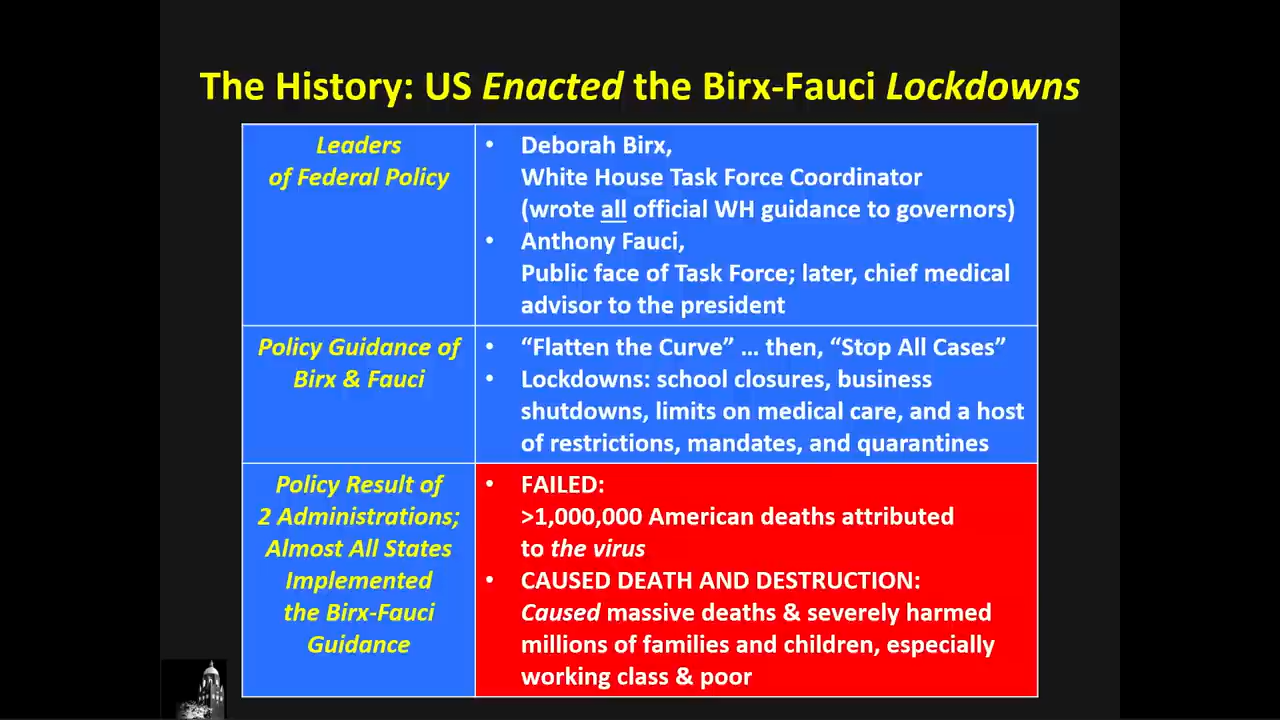 The History: US Enacted the Birx-Fauci Lockdowns
Leaders
of Federal Policy
• Deborah Birx,
White House Task Force Coordinator
(wrote all official WH guidance to governors)
• Anthony Fauci,
Public face of Task Force; later, chief medical
advisor to the president
Policy Guidance of
Birx & Fauci
• “Flatten the Curve” … then, “Stop All Cases”
• Lockdowns: school closures, business
shutdowns, limits on medical care, and a host
of restrictions, mandates, and quarantines
Policy Result of
2 Administrations;
Almost All States
Implemented
the Birx-Fauci
Guidance
• FAILED:
>1,000,000 American deaths attributed
to the virus
• CAUSED DEATH AND DESTRUCTION:
Caused massive deaths & severely harmed
millions of families and children, especially
working class & poor